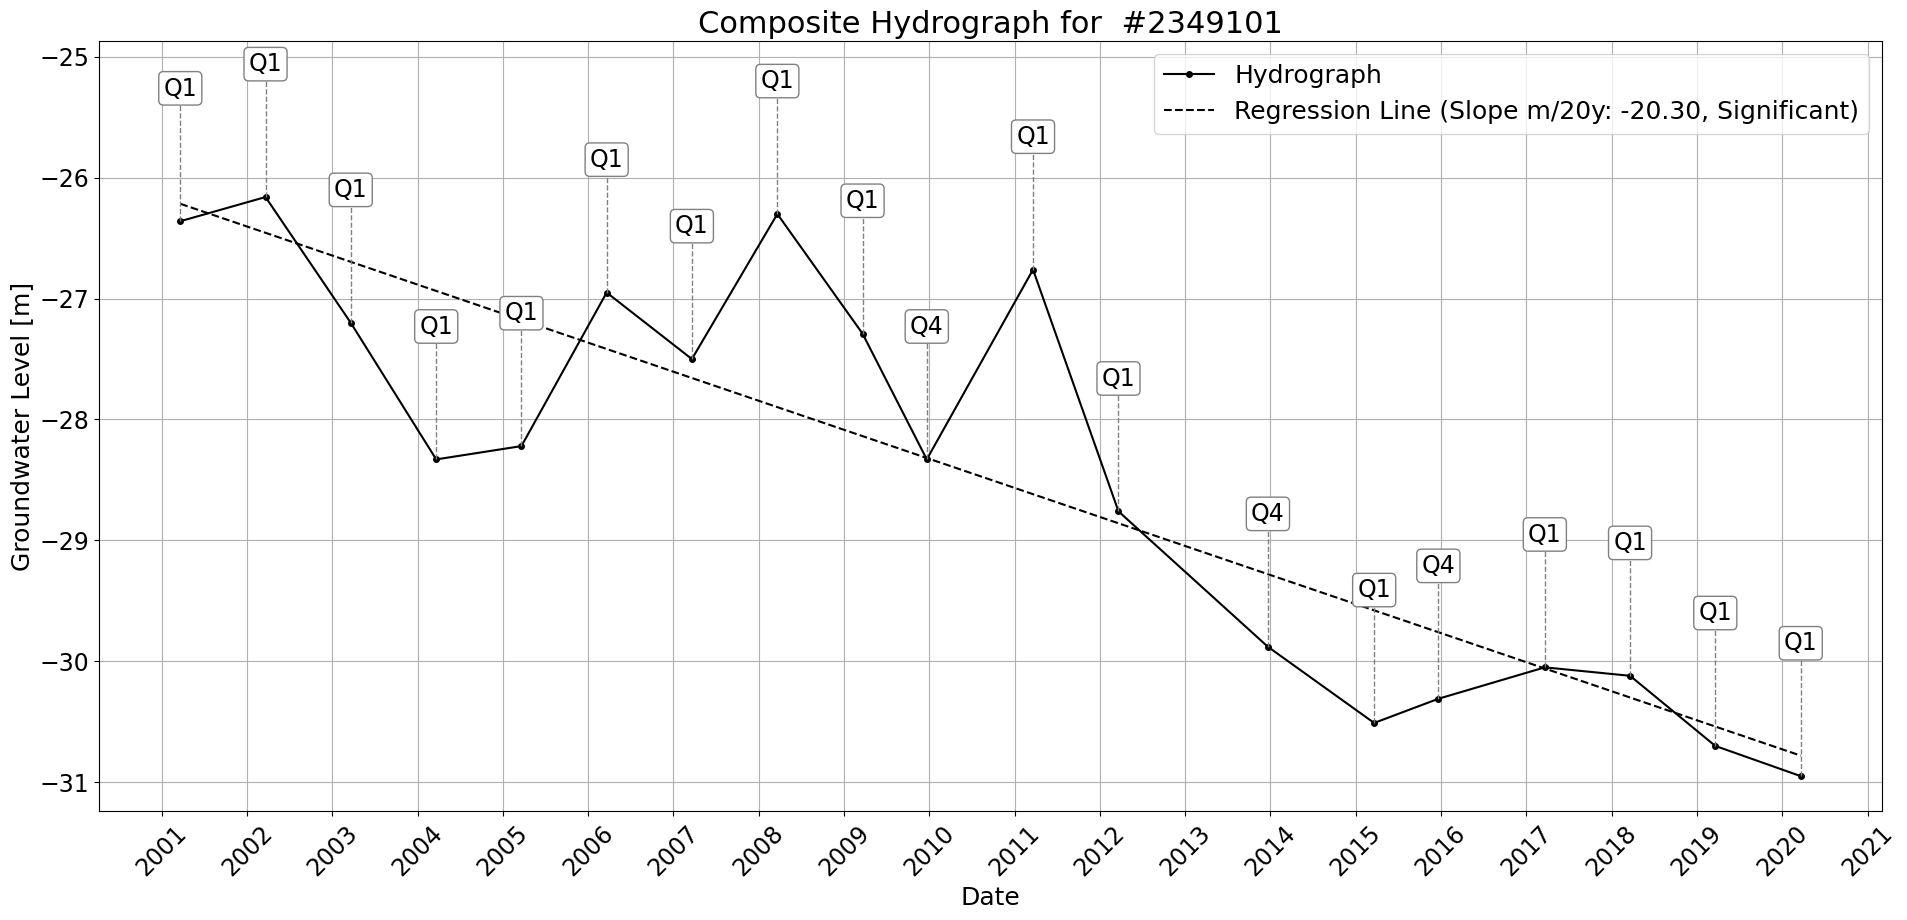 Composite Hydrograph for  #2349101
Hydrograph
Regression Line (Slope m/20y: -20.30, Significant)
Groundwater Level [m]
−25
−26
−27
−28
−29
−30
−31
Q1
Q1
Q1
Q1
Q1
Q1
Q1
Q1
Q1
Q4
Q1
Q1
Q4
Q1
Q4
Q1
Q1
Q1
Q1
2001
2002
2003
2004
2005
2006
2007
2008
2009
2010
2011
2012
2013
2014
2015
2016
2017
2018
2019
2020
2021
Date